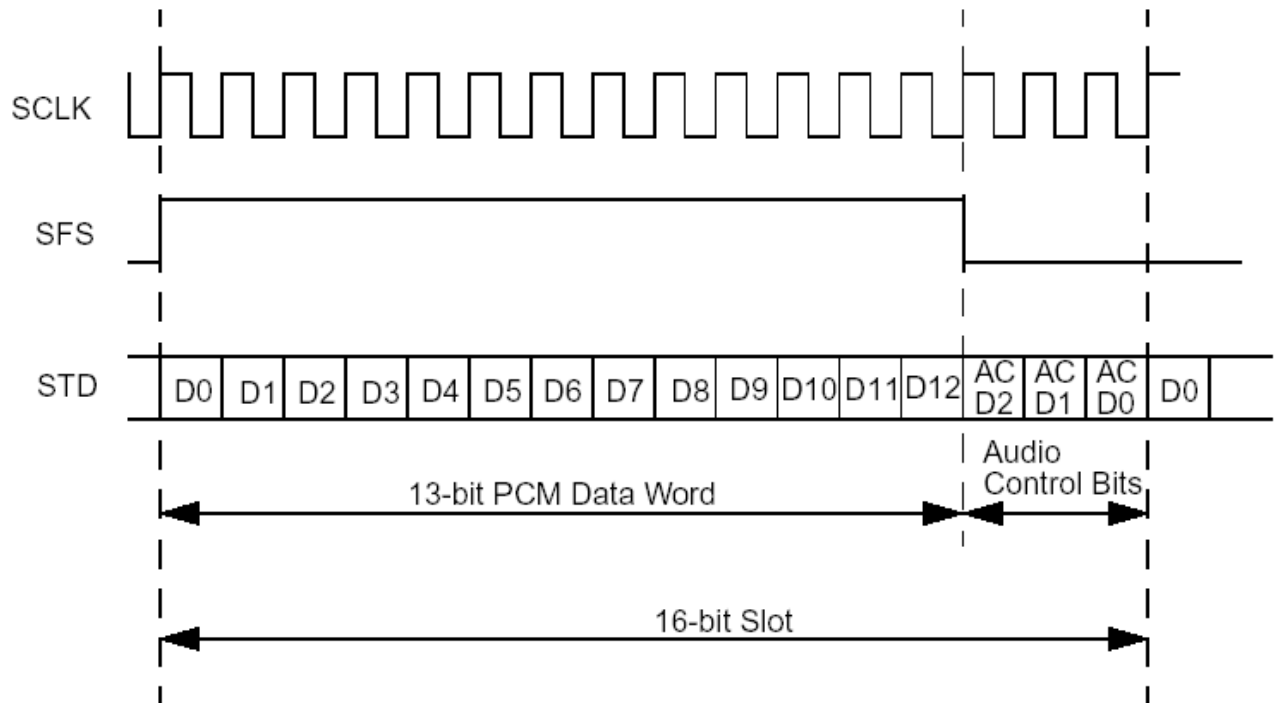 SCLK
SFS
STD
D0 D1 D2 D3 D4 D5 D6 D7 D8 D9 D10 D11 D12 AC D2 AC D1 AC D0 D0
Audio
Control Bits
13-bit PCM Data Word
16-bit Slot